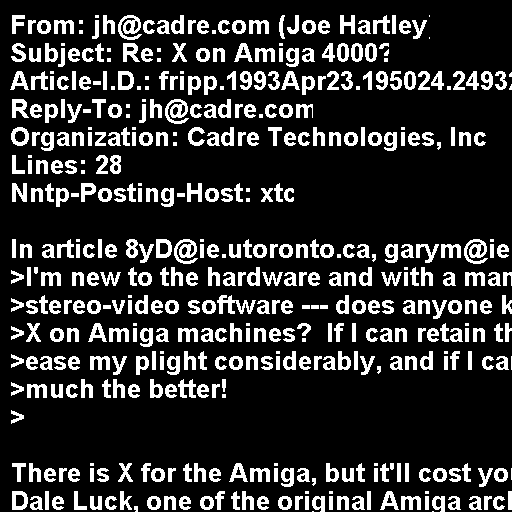 From: jh@cadre.com (Joe Hartley)
Subject: Re: X on Amiga 4000?
Article-I.D.: fripp.1993Apr23.195024.24932
Reply-To: jh@cadre.com
Organization: Cadre Technologies, Inc
Lines: 28
Nntp-Posting-Host: xtc

In article 8yD@ie.utoronto.ca, garym@ie
>I'm new to the hardware and with a man
>stereo-video software --- does anyone k
>X on Amiga machines?  If I can retain th
>ease my plight considerably, and if I ca
>much the better!
>

There is X for the Amiga, but it'll cost yo
Dale Luck, one of the original Amiga arc